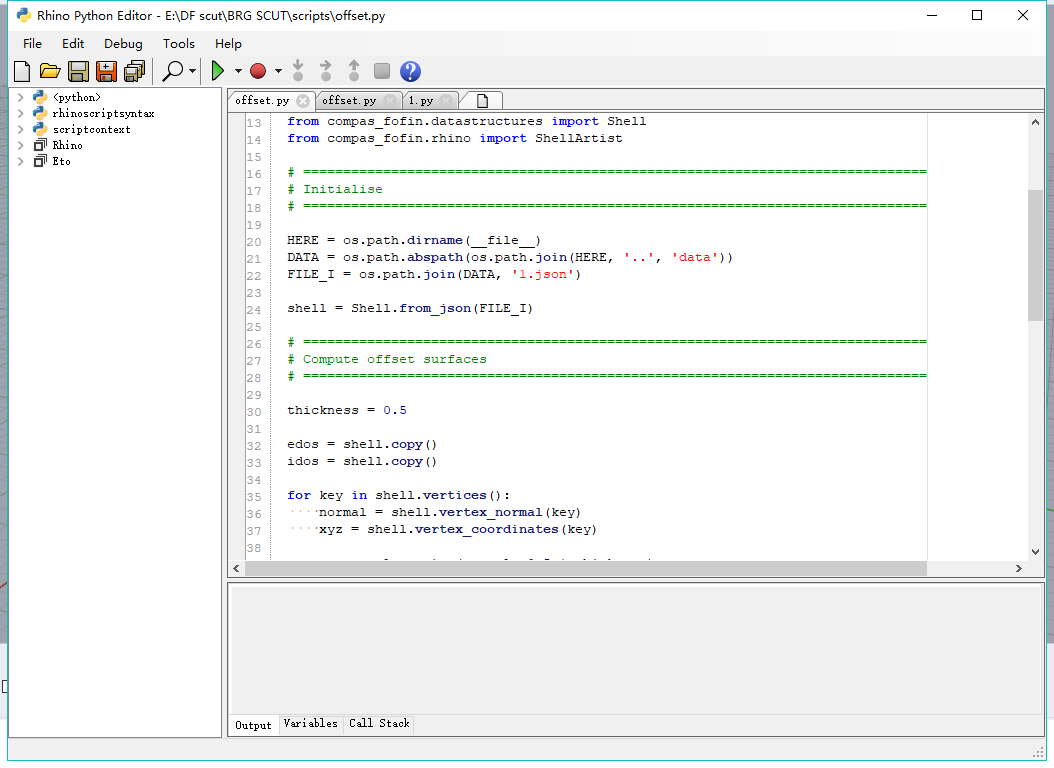 Rhino Python Editor - E:\DF scut\BRG SCUT\scripts\offset.py
File Edit Debug Tools Help
<python>
rhinoscriptsyntax
scriptcontext
Rhino
Eto
offset.py offset.py 1.py
13 from compas_fofin.datastructures import Shell
14 from compas_fofin.rhino import ShellArtist
15
16 # ==============================================================================
17 # Initialise
18 # ==============================================================================
19
20 HERE = os.path.dirname(__file__)
21 DATA = os.path.abspath(os.path.join(HERE, '..', 'data'))
22 FILE_I = os.path.join(DATA, '1.json')
23
24 shell = Shell.from_json(FILE_I)
25
26 # ==============================================================================
27 # Compute offset surfaces
28 # ==============================================================================
29
30 thickness = 0.5
31
32 edos = shell.copy()
33 idos = shell.copy()
34
35 for key in shell.vertices():
36 ····normal = shell.vertex_normal(key)
37 ····xyz = shell.vertex_coordinates(key)
38
Output Variables Call Stack